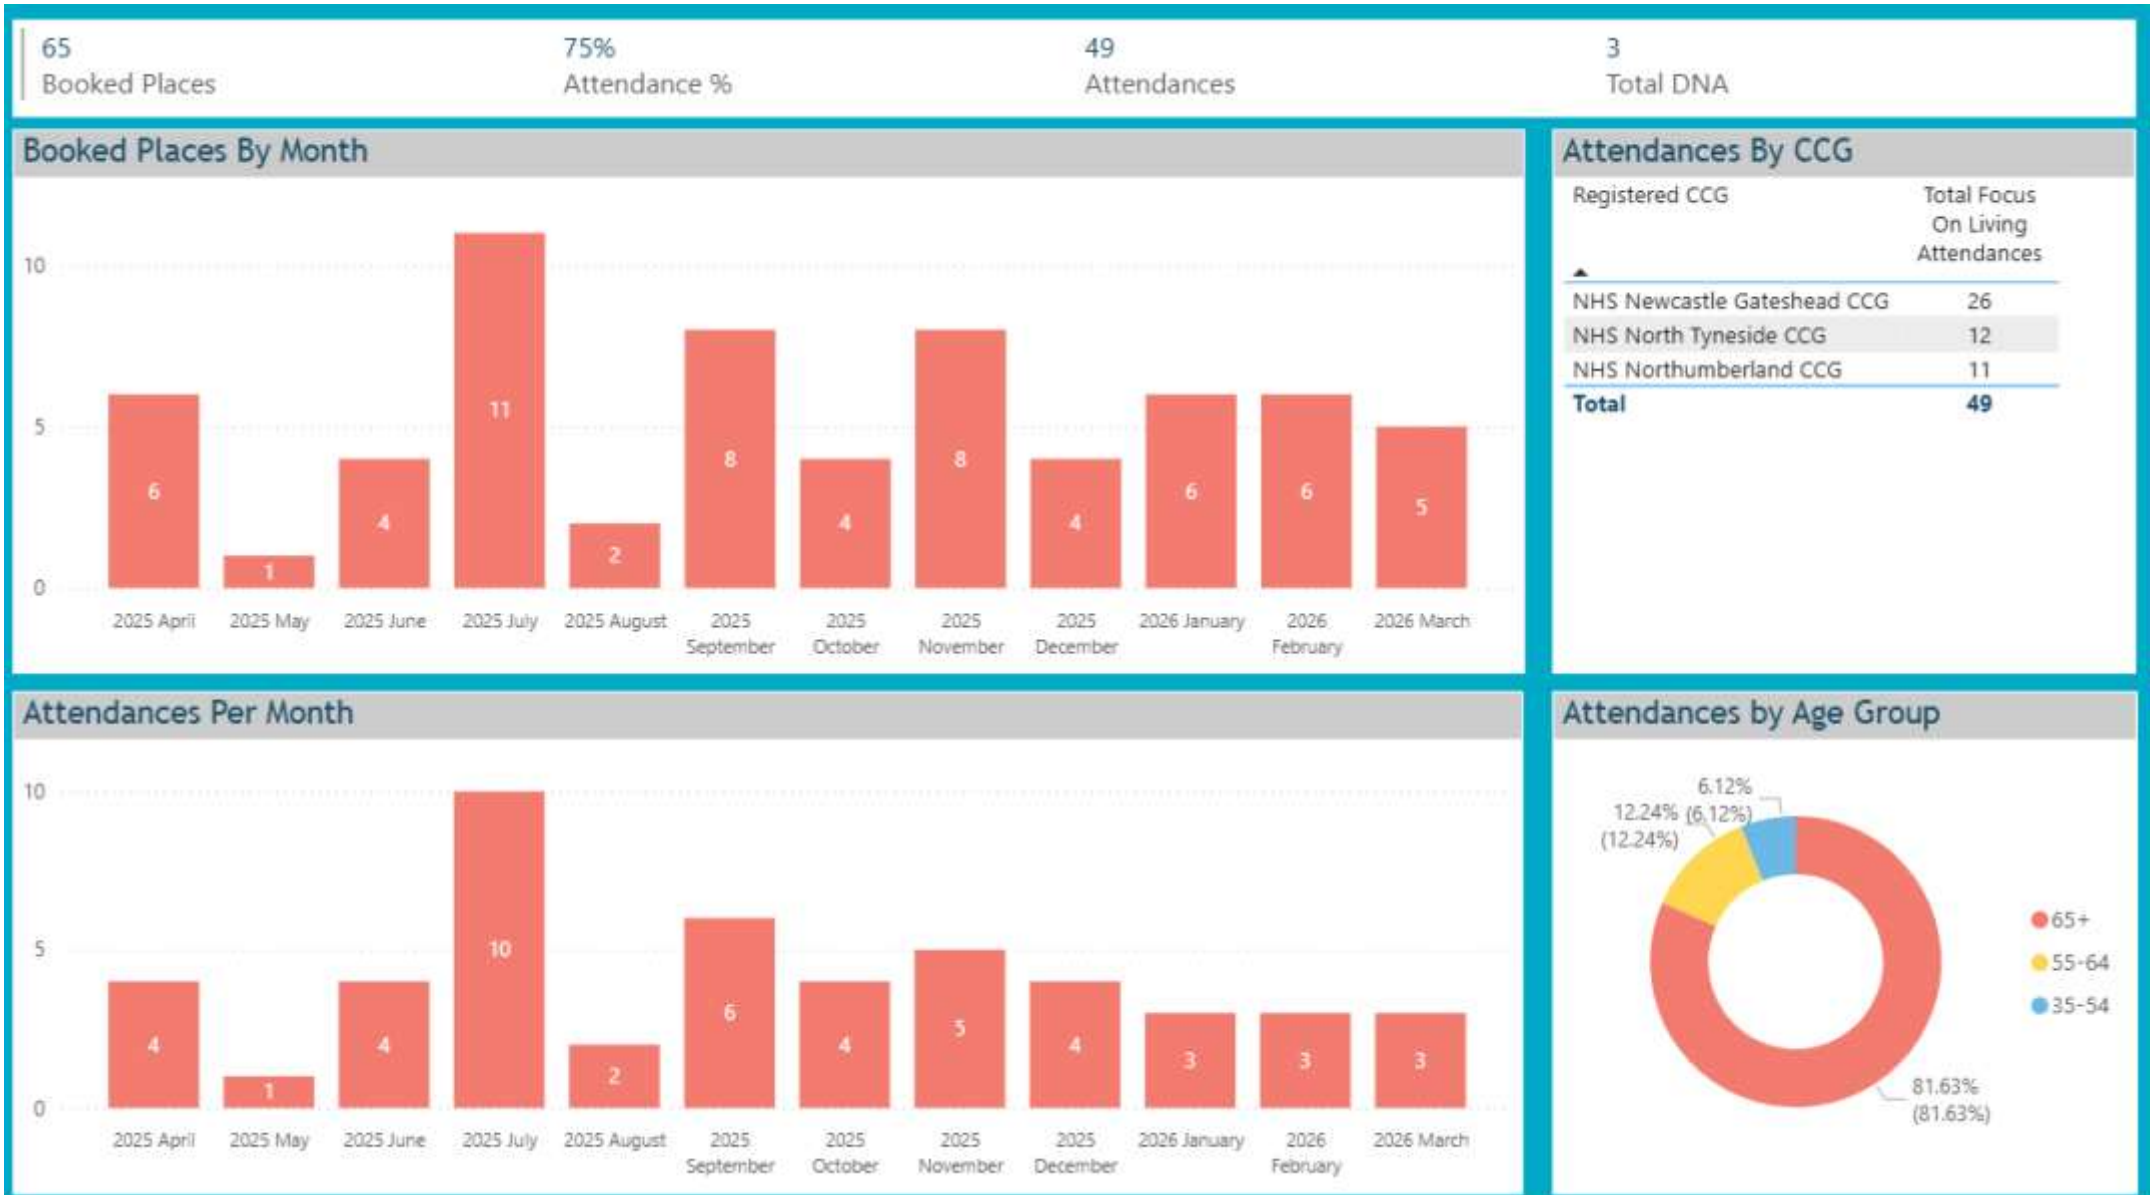 65
Booked Places
75%
Attendance %
49
Attendances
3
Total DNA
Booked Places By Month
10
5
0
6
1
4
11
2
8
4
8
4
6
6
5
2025 April
2025 May
2025 June
2025 July
2025 August
2025
September
2025
October
2025
November
2025
December
2026 January
2026
February
2026 March
Attendances By CCG
Registered CCG
Total Focus
On Living
Attendances
NHS Newcastle Gateshead CCG 26
NHS North Tyneside CCG 12
NHS Northumberland CCG 11
Total 49
Attendances Per Month
10
5
0
4
1
4
10
2
6
4
5
4
3
3
3
2025 April
2025 May
2025 June
2025 July
2025 August
2025
September
2025
October
2025
November
2025
December
2026 January
2026
February
2026 March
Attendances by Age Group
6.12%
(6.12%)
12.24%
(12.24%)
65+
55-64
35-54
81.63%
(81.63%)